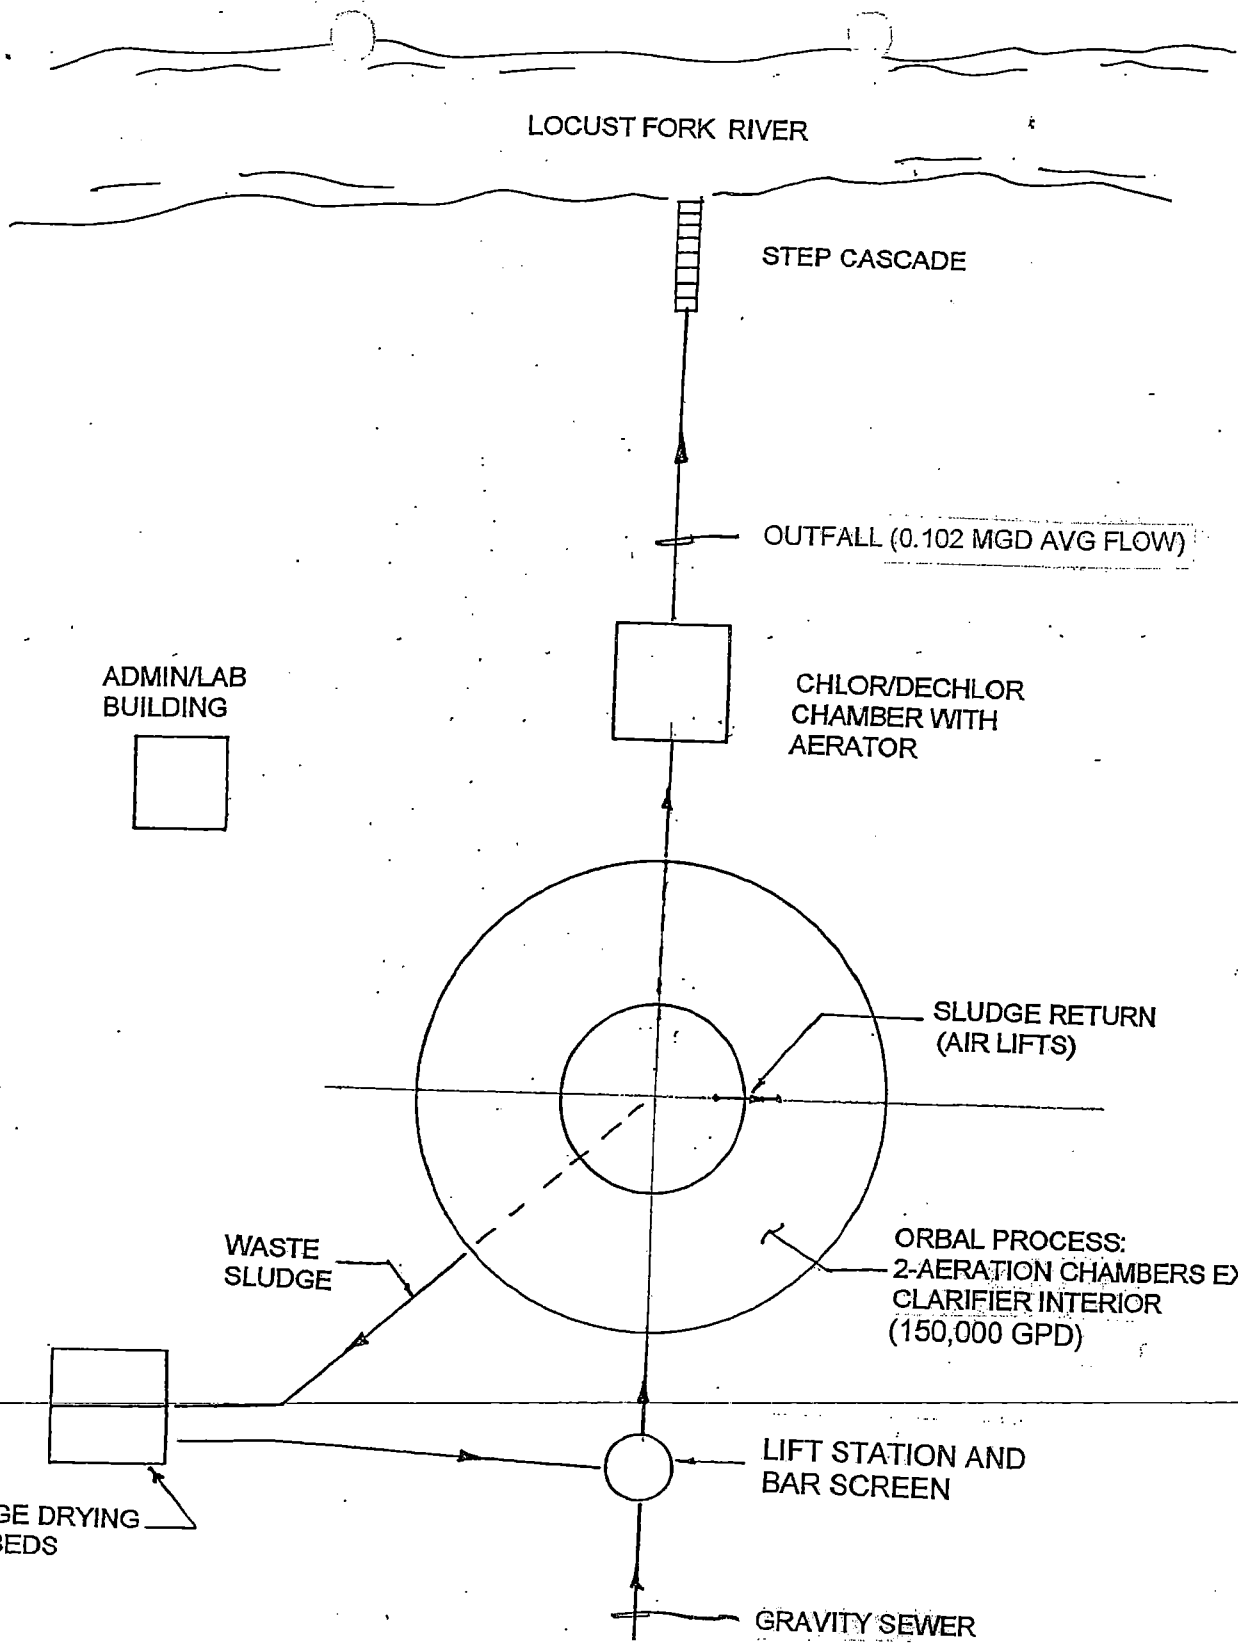 LOCUST FORK RIVER
STEP CASCADE
OUTFALL (0.102 MGD AVG FLOW)
ADMIN/LAB
BUILDING
CHLOR/DECHLOR
CHAMBER WITH
AERATOR
SLUDGE RETURN
(AIR LIFTS)
WASTE
SLUDGE
ORBAL PROCESS:
2-AERATION CHAMBERS
CLARIFIER INTERIOR
(150,000 GPD)
LIFT STATION AND
BAR SCREEN
DRYING
BEDS
GRAVITY SEWER